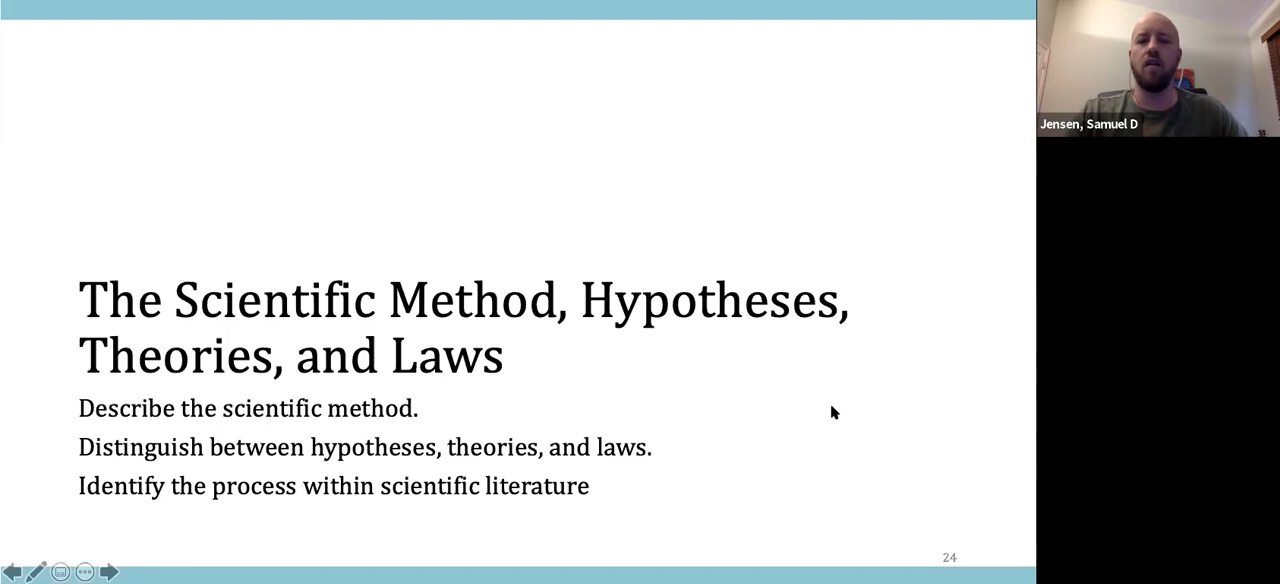 The Scientific Method, Hypotheses,
Theories, and Laws
Describe the scientific method.
Distinguish between hypotheses, theories, and laws.
Identify the process within scientific literature
24
Jensen, Samuel D